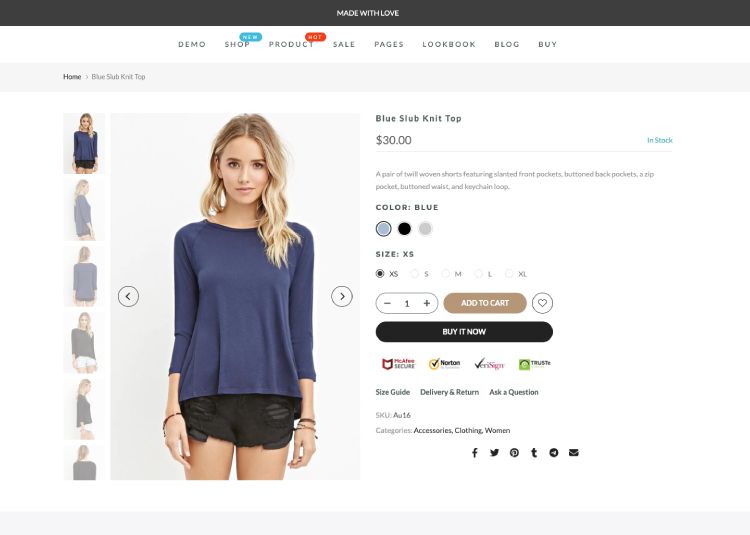 MADE WITH LOVE
NEW
HOT
DEMO SHOP PRODUCT SALE PAGES LOOKBOOK BLOG BUY
Home > Blue Slub Knit Top
Blue Slub Knit Top
$30.00
In Stock
A pair of twill woven shorts featuring slanted front pockets, buttoned back pockets, a zip
pocket, buttoned waist, and keychain loop.
COLOR: BLUE
SIZE: XS
XS S M L XL
− 1 + ADD TO CART
BUY IT NOW
McAfee SECURE Norton VeriSign TRUSTe
Size Guide Delivery & Return Ask a Question
SKU: Au16
Categories: Accessories, Clothing, Women